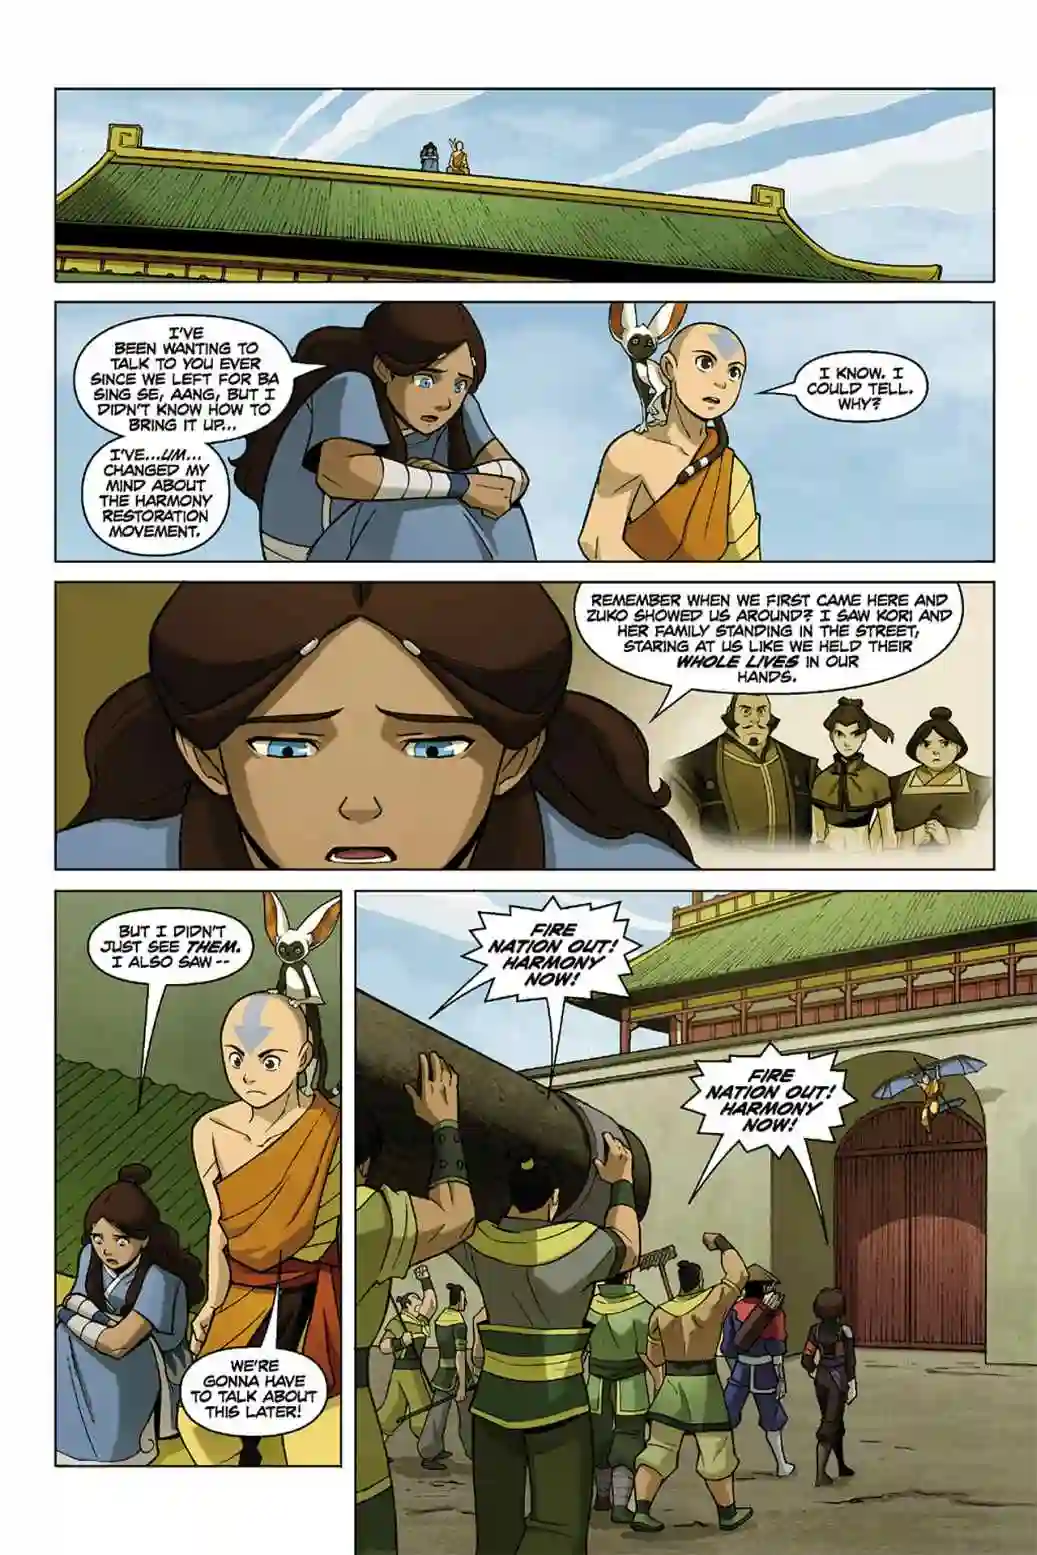 I'VE
BEEN WANTING TO
TALK TO YOU EVER
SINCE WE LEFT FOR BA
SING SE, AANG, BUT I
DIDN'T KNOW HOW TO
BRING IT UP...
I'VE...UM...
CHANGED MY
MIND ABOUT
THE HARMONY
RESTORATION
MOVEMENT.
I KNOW. I
COULD TELL.
WHY?
REMEMBER WHEN WE FIRST CAME HERE AND
ZUKO SHOWED US AROUND? I SAW KORI AND
HER FAMILY STANDING IN THE STREET,
STARING AT US LIKE WE HELD THEIR
WHOLE LIVES IN OUR
HANDS.
BUT I DIDN'T
JUST SEE THEM.
I ALSO SAW--
WE'RE
GONNA HAVE
TO TALK ABOUT
THIS LATER!
FIRE
NATION OUT!
HARMONY
NOW!
FIRE
NATION OUT!
HARMONY
NOW!